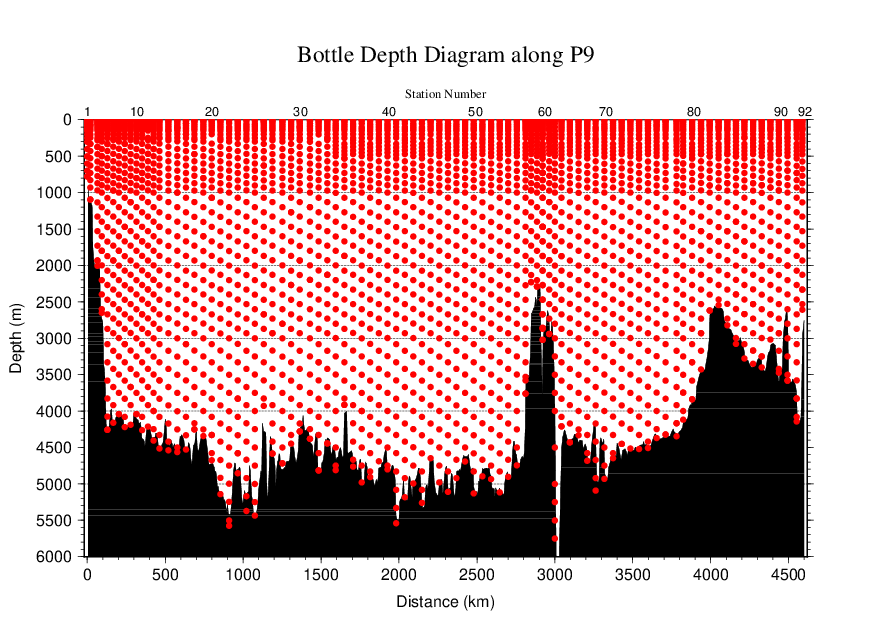 Bottle Depth Diagram along P9
Station Number
1 10 20 30 40 50 60 70 80 90 92
0
500
1000
1500
2000
2500
3000
3500
4000
4500
5000
5500
6000
Depth (m)
0 500 1000 1500 2000 2500 3000 3500 4000 4500
Distance (km)